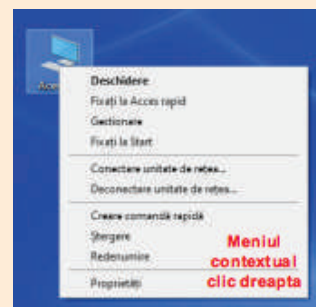 Deschidere
Fixați la Acces rapid
Gestionare
Fixați la Start
Conectare unitate de rețea...
Deconectare unitate de rețea...
Creare comandă rapidă
Ștergere
Redenumire
Proprietăți
Meniul
contextual
clic dreapta